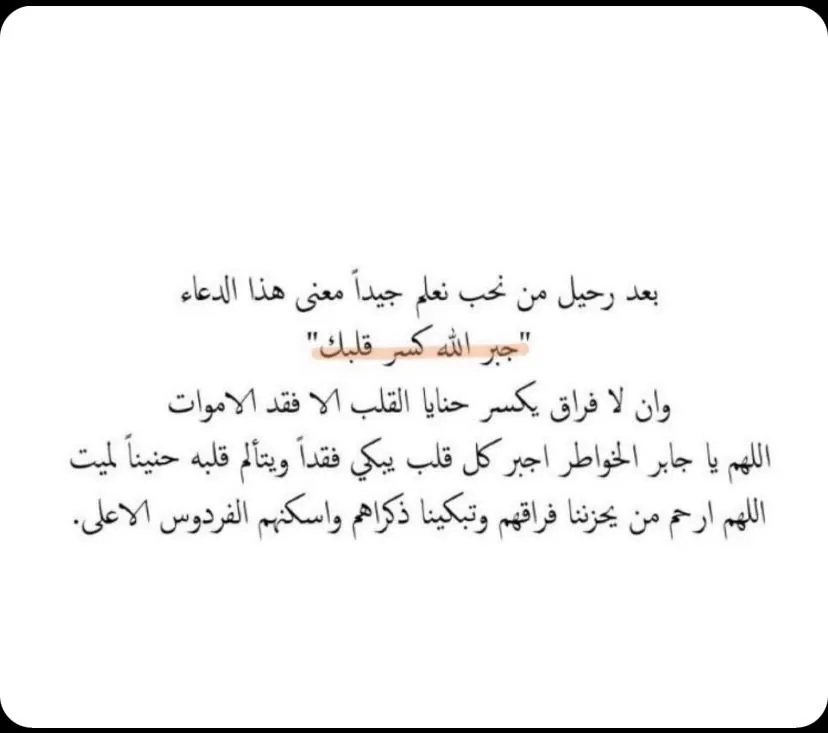 بعد رحيل من نحب نعلم جيداً معنى هذا الدعاء
"جبر الله كسر قلبك"
وان لا فراق يكسر حنايا القلب الا فقد الاموات
اللهم يا جابر الخواطر اجبر كل قلب يبكي فقداً ويتألم قلبه حنيناً لميت
اللهم ارحم من يحزننا فراقهم وتبكينا ذكراهم واسكنهم الفردوس الاعلى.